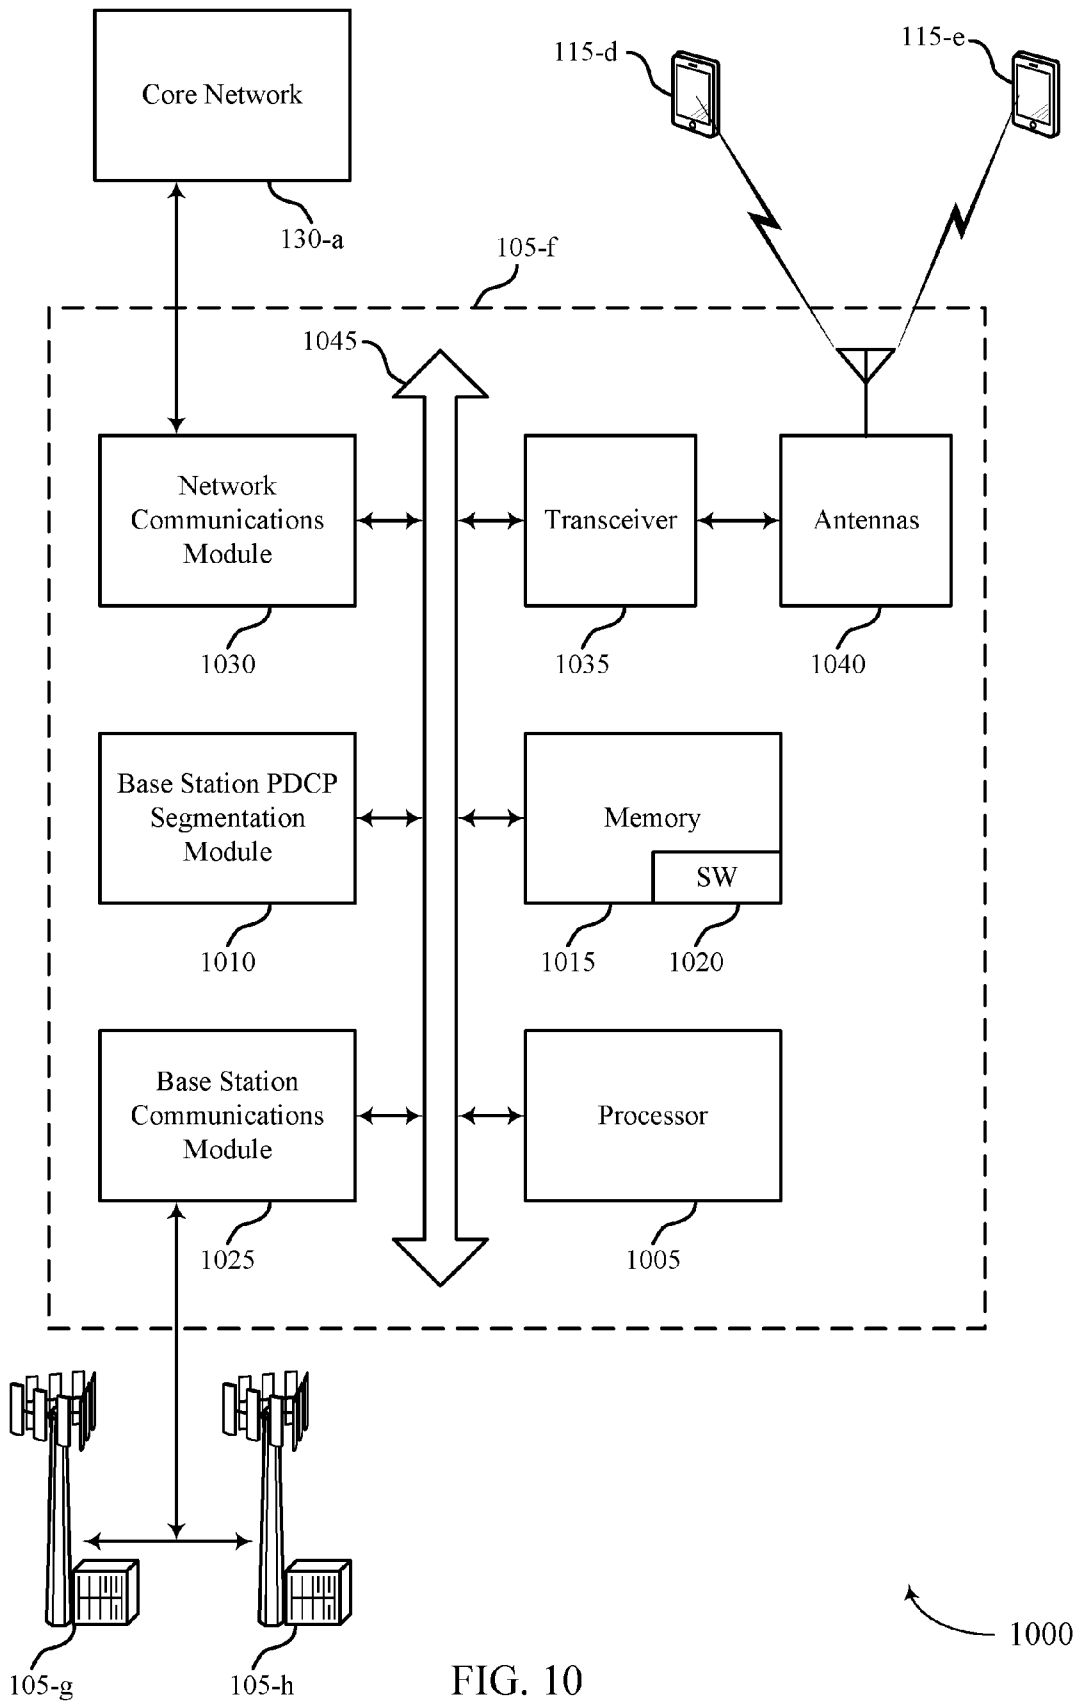 Core Network
130-a
115-d
115-e
105-f
1045
Network
Communications
Module
1030
Transceiver
1035
Antennas
1040
Base Station PDCP
Segmentation
Module
1010
Memory
SW
1015
1020
Base Station
Communications
Module
1025
Processor
1005
105-g
105-h
1000
FIG. 10